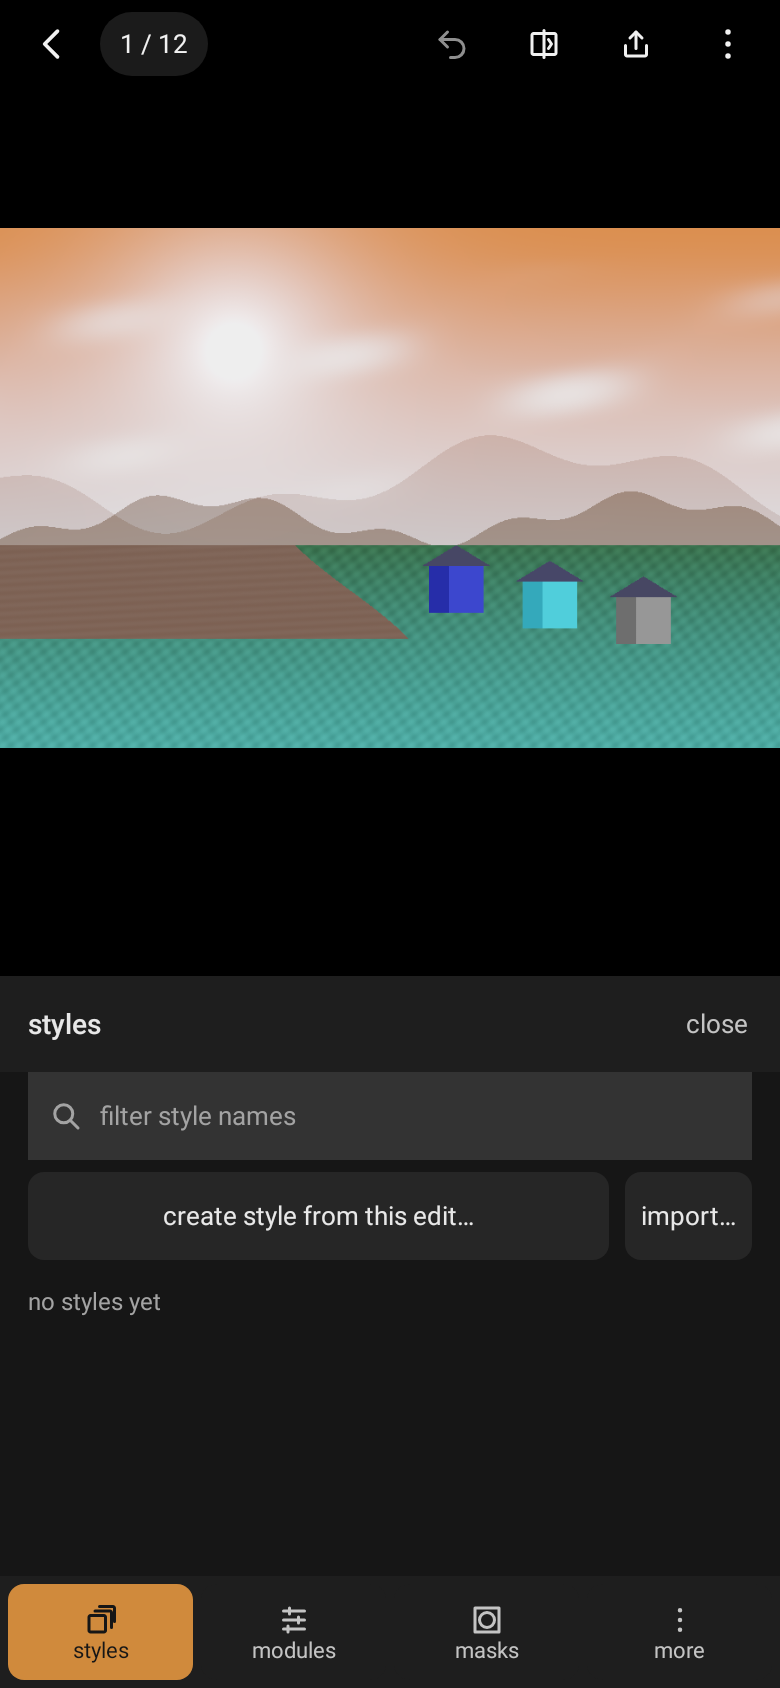 1 / 12
styles
close
filter style names
create style from this edit...
import...
no styles yet
styles
modules
masks
more